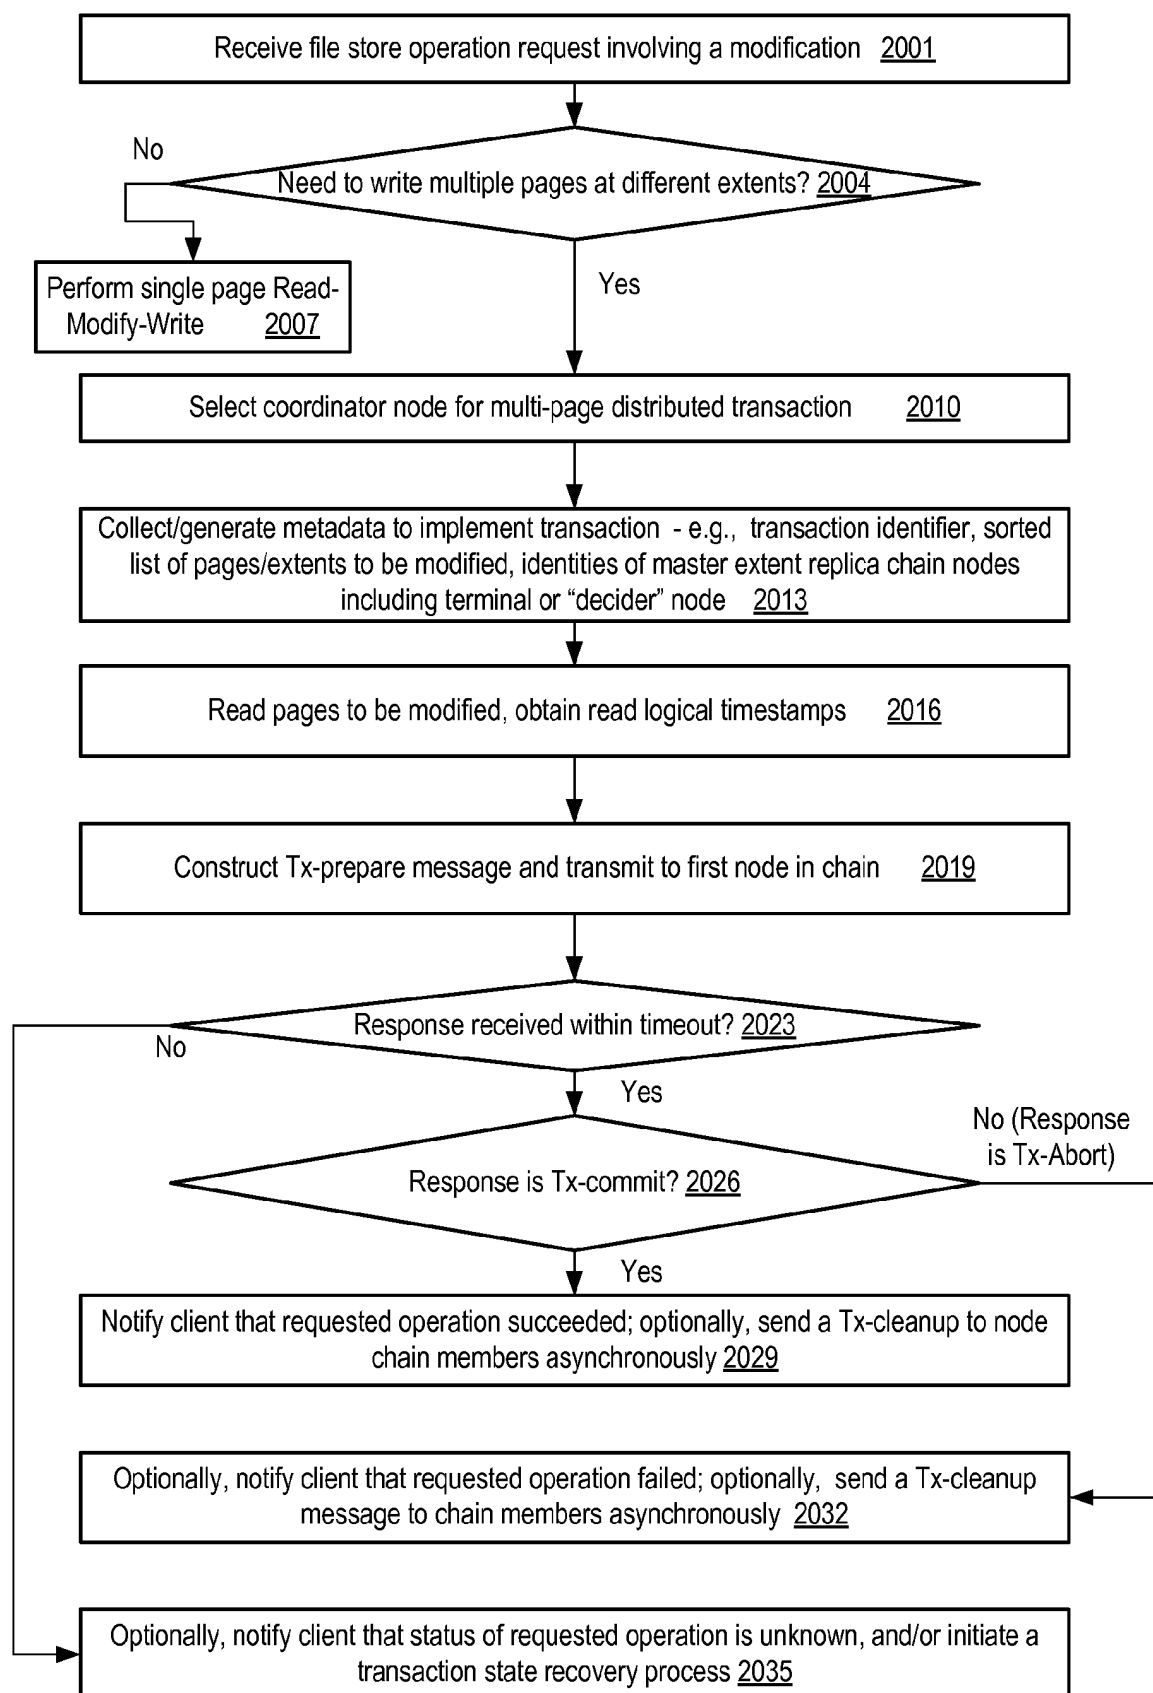 Receive file store operation request involving a modification 2001
No
Need to write multiple pages at different extents? 2004
Yes
Perform single page Read-
Modify-Write 2007
Select coordinator node for multi-page distributed transaction 2010
Collect/generate metadata to implement transaction - e.g., transaction identifier, sorted
list of pages/extents to be modified, identities of master extent replica chain nodes
including terminal or “decider” node 2013
Read pages to be modified, obtain read logical timestamps 2016
Construct Tx-prepare message and transmit to first node in chain 2019
Response received within timeout? 2023
No
Yes
No (Response
is Tx-Abort)
Response is Tx-commit? 2026
Yes
Notify client that requested operation succeeded; optionally, send a Tx-cleanup to node
chain members asynchronously 2029
Optionally, notify client that requested operation failed; optionally, send a Tx-cleanup
message to chain members asynchronously 2032
Optionally, notify client that status of requested operation is unknown, and/or initiate a
transaction state recovery process 2035